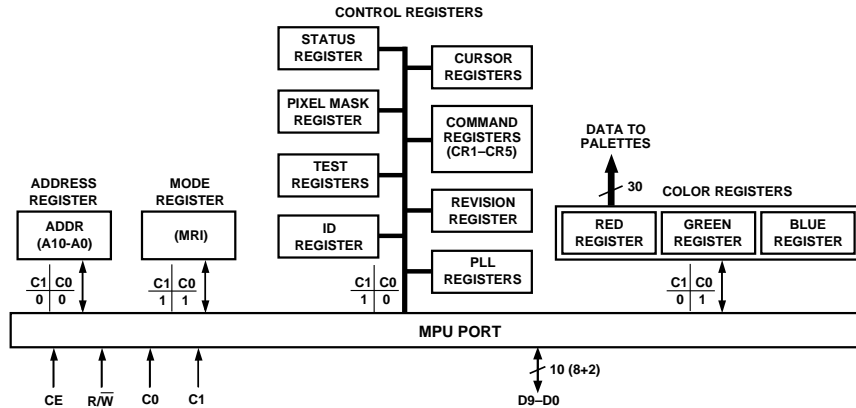 CONTROL REGISTERS
STATUS
REGISTER
CURSOR
REGISTERS
PIXEL MASK
REGISTER
COMMAND
REGISTERS
(CR1–CR5)
TEST
REGISTERS
REVISION
REGISTER
ID
REGISTER
PLL
REGISTERS
DATA TO
PALETTES
30
COLOR REGISTERS
RED
REGISTER
GREEN
REGISTER
BLUE
REGISTER
ADDRESS
REGISTER
ADDR
(A10-A0)
MODE
REGISTER
(MRI)
C1 C0
0 0
C1 C0
1 1
C1 C0
1 0
C1 C0
0 1
MPU PORT
CE
R/W̅
C0
C1
10 (8+2)
D9–D0